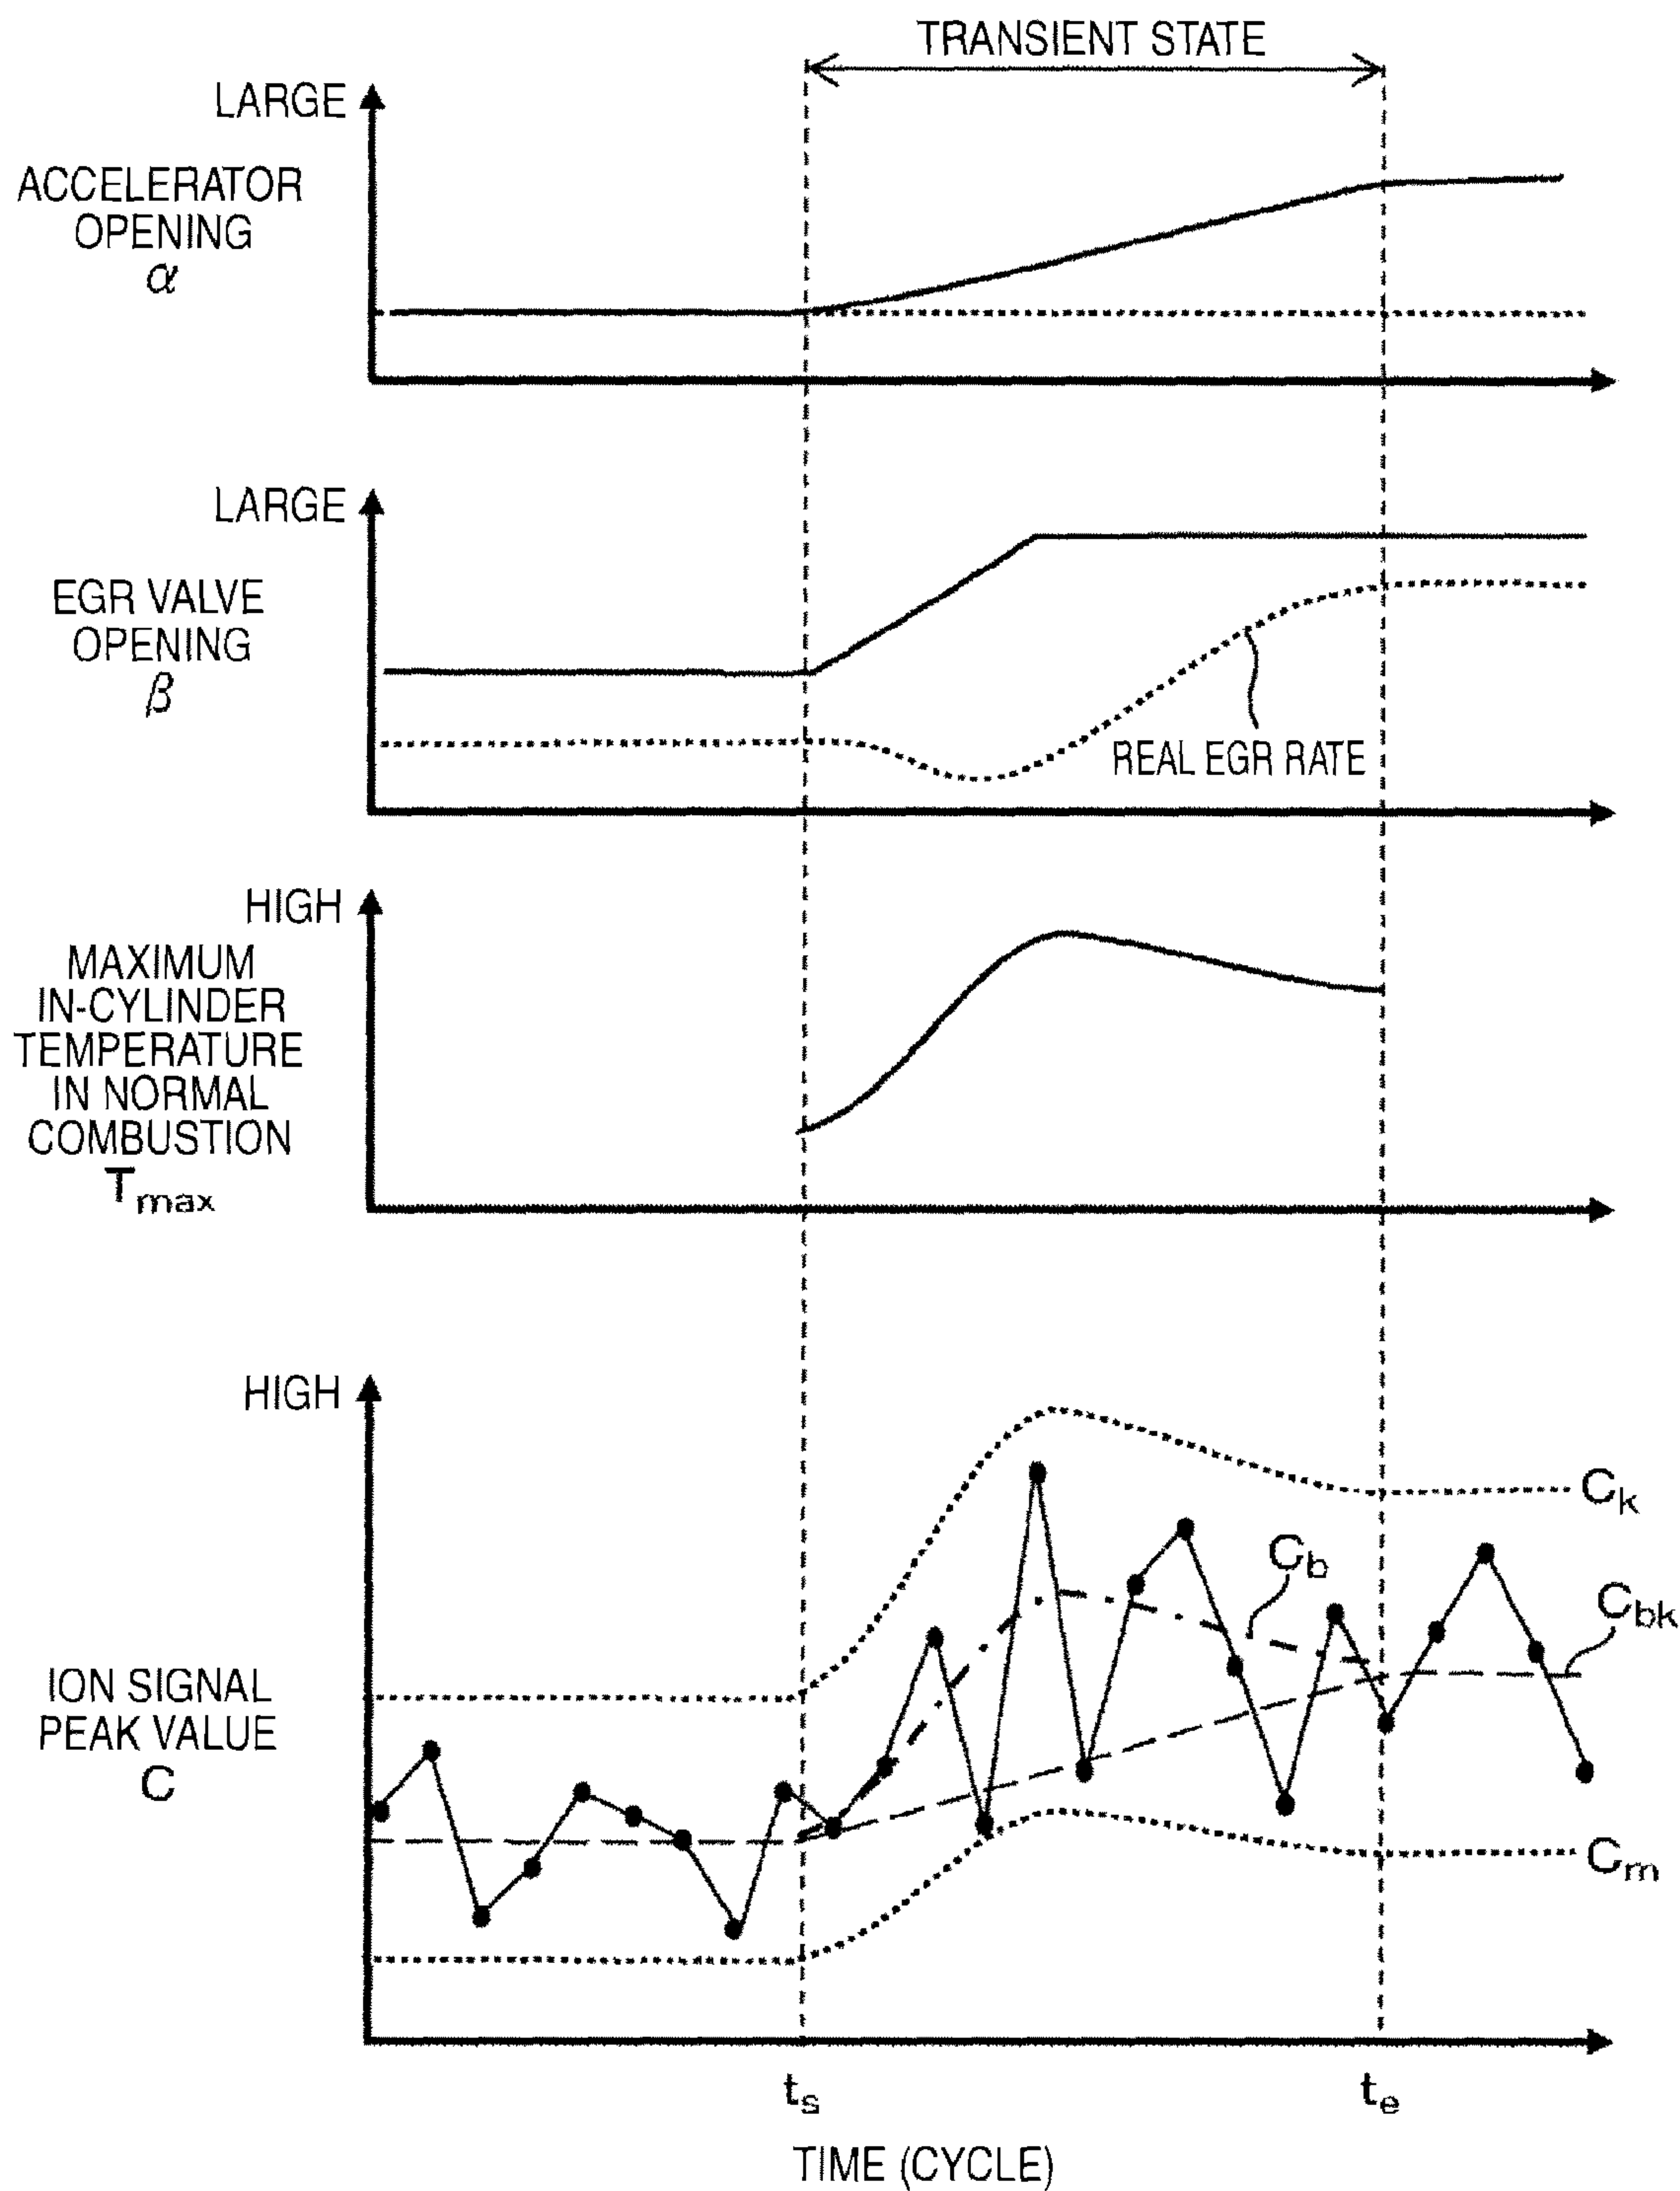 TRANSIENT STATE
LARGE
ACCELERATOR
OPENING
α
LARGE
EGR VALVE
OPENING
β
REAL EGR RATE
HIGH
MAXIMUM
IN-CYLINDER
TEMPERATURE
IN NORMAL
COMBUSTION
Tmax
HIGH
Ck
Cb
Cbk
ION SIGNAL
PEAK VALUE
C
Cm
ts
te
TIME (CYCLE)